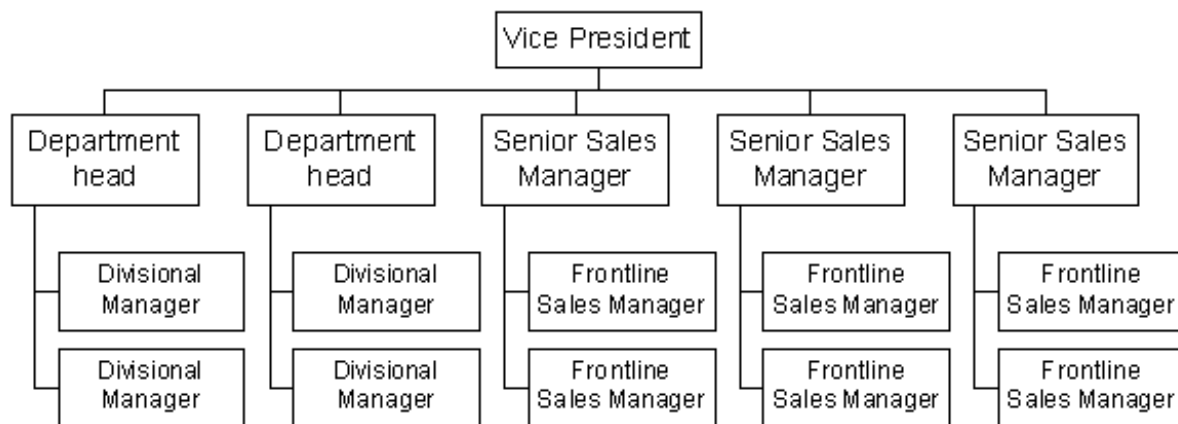 Vice President
Department
head
Department
head
Senior Sales
Manager
Senior Sales
Manager
Senior Sales
Manager
Divisional
Manager
Divisional
Manager
Frontline
Sales Manager
Frontline
Sales Manager
Frontline
Sales Manager
Divisional
Manager
Divisional
Manager
Frontline
Sales Manager
Frontline
Sales Manager
Frontline
Sales Manager